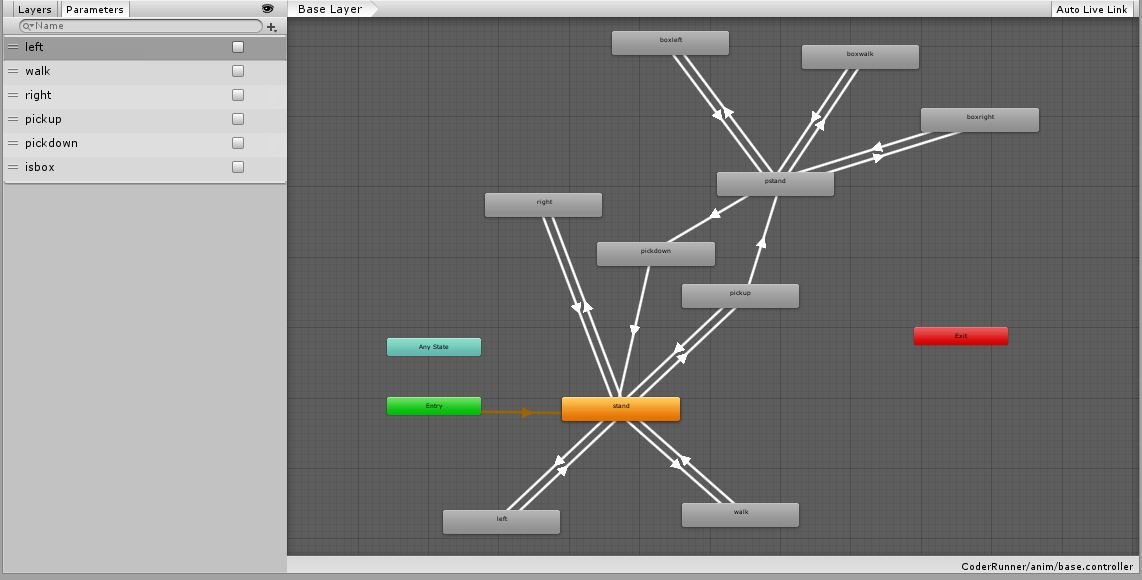 Layers Parameters
Name
left
walk
right
pickup
pickdown
isbox
Base Layer
Auto Live Link
boxleft
boxwalk
boxright
pstand
right
pickdown
pickup
Exit
Any State
Entry
stand
left
walk
CoderRunner/anim/base.controller